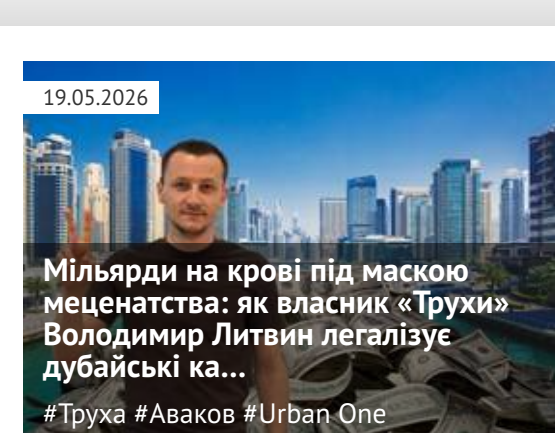 19.05.2026
Мільярди на крові під маскою
меценатства: як власник «Трухи»
Володимир Литвин легалізує
дубайські ка...
#Труха #Аваков #Urban One